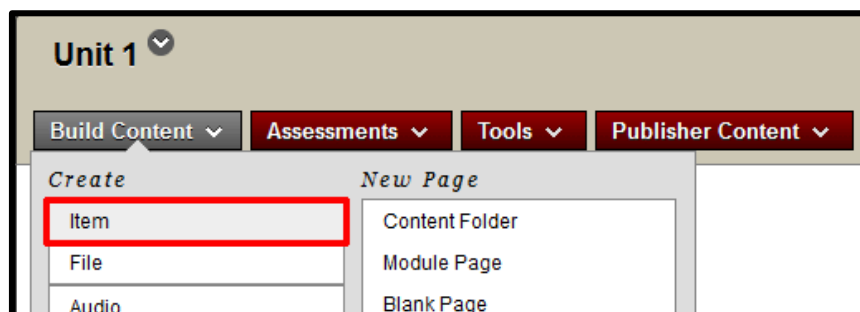 Unit 1
Build Content Assessments Tools Publisher Content
Create New Page
Item Content Folder
File Module Page
Audio Blank Page